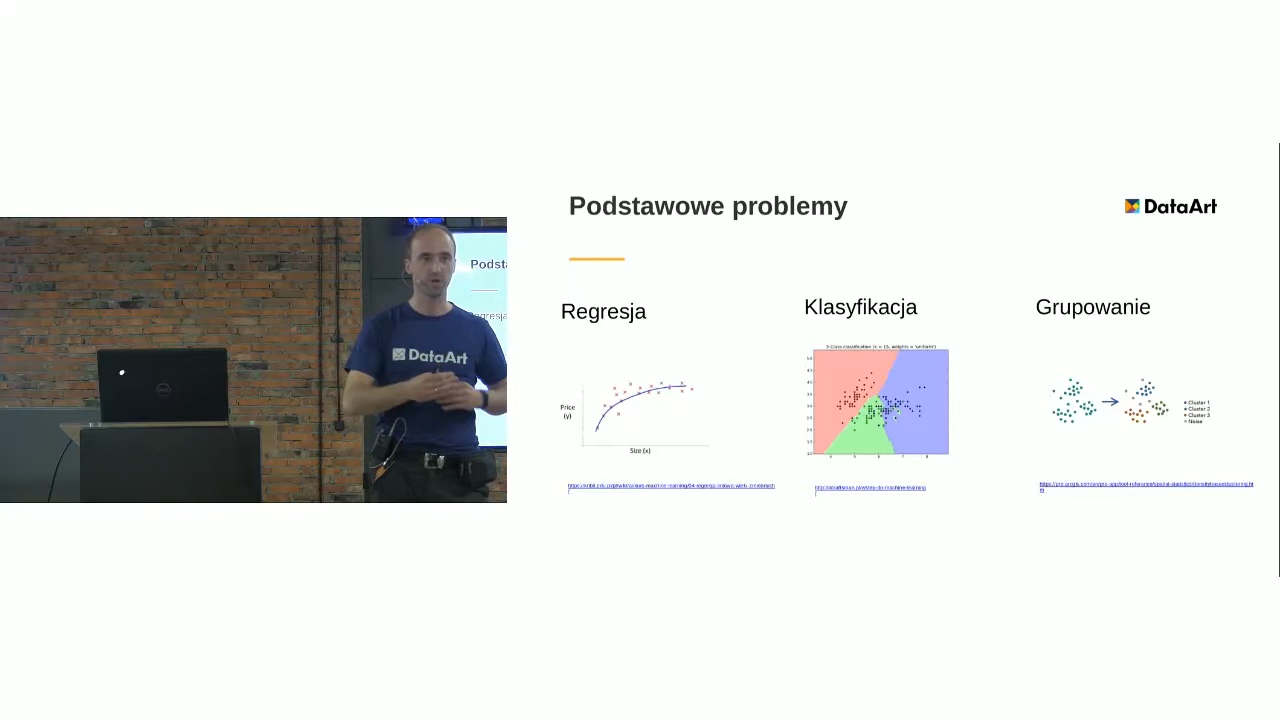 Podstawowe problemy
DataArt
Regresja
Klasyfikacja
Grupowanie
3-Class classification (k = 15, weights = 'uniform')
Price
(y)
Size (x)
Cluster 1
Cluster 2
Cluster 3
Noise
DataArt
Podsta